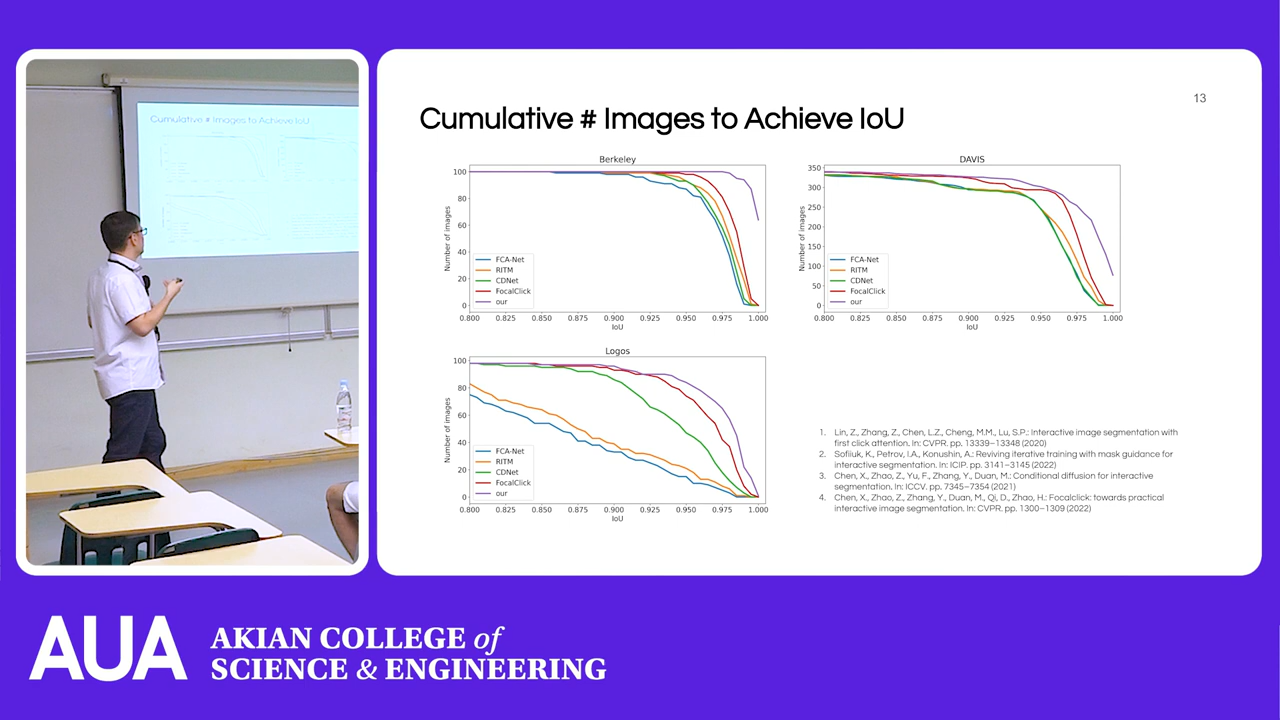 Cumulative # Images to Achieve IoU
13
Cumulative # Images to Achieve IoU
Berkeley
Number of images
100
80
60
40
20
0
FCA-Net
RITM
CDNet
FocalClick
our
0.800 0.825 0.850 0.875 0.900 0.925 0.950 0.975 1.000
IoU
DAVIS
Number of images
350
300
250
200
150
100
50
0
FCA-Net
RITM
CDNet
FocalClick
our
0.800 0.825 0.850 0.875 0.900 0.925 0.950 0.975 1.000
IoU
Logos
Number of images
100
80
60
40
20
0
FCA-Net
RITM
CDNet
FocalClick
our
0.800 0.825 0.850 0.875 0.900 0.925 0.950 0.975 1.000
IoU
1. Lin, Z., Zhang, Z., Chen, L.Z., Cheng, M.M., Lu, S.P.: Interactive image segmentation with
first click attention. In: CVPR. pp. 13339–13348 (2020)
2. Sofiiuk, K., Petrov, I.A., Konushin, A.: Reviving iterative training with mask guidance for
interactive segmentation. In: ICIP. pp. 3141–3145 (2022)
3. Chen, X., Zhao, Z., Yu, F., Zhang, Y., Duan, M.: Conditional diffusion for interactive
segmentation. In: ICCV. pp. 7345–7354 (2021)
4. Chen, X., Zhao, Z., Zhang, Y., Duan, M., Qi, D., Zhao, H.: Focalclick: towards practical
interactive image segmentation. In: CVPR. pp. 1300–1309 (2022)
AUA
AKIAN COLLEGE of
SCIENCE & ENGINEERING